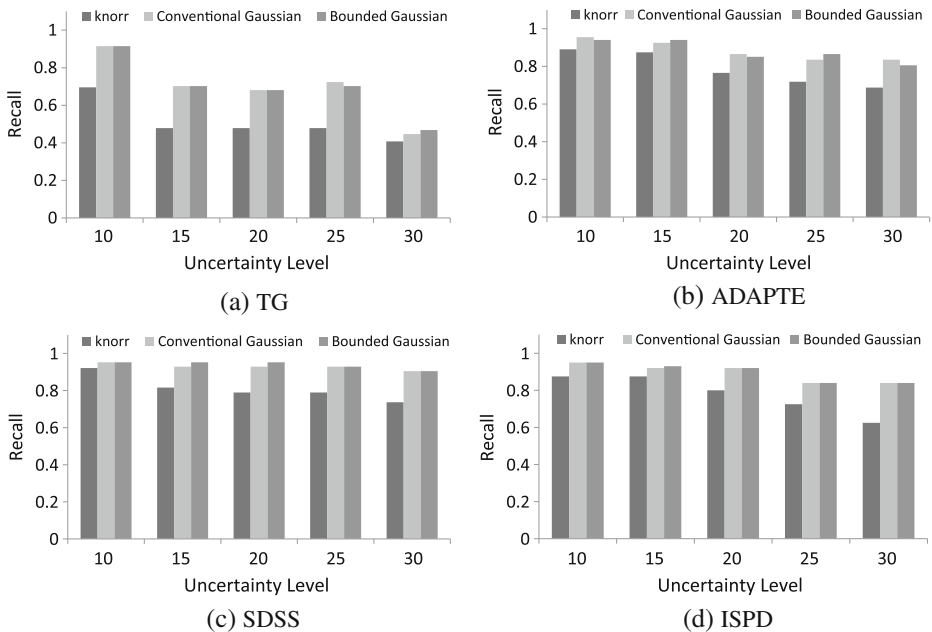 knorr Conventional Gaussian Bounded Gaussian
1
0.8
0.6
0.4
0.2
0
Recall
10 15 20 25 30
Uncertainty Level
(a) TG
knorr Conventional Gaussian Bounded Gaussian
1
0.8
0.6
0.4
0.2
0
Recall
10 15 20 25 30
Uncertainty Level
(b) ADAPTE
knorr Conventional Gaussian Bounded Gaussian
1
0.8
0.6
0.4
0.2
0
Recall
10 15 20 25 30
Uncertainty Level
(c) SDSS
knorr Conventional Gaussian Bounded Gaussian
1
0.8
0.6
0.4
0.2
0
Recall
10 15 20 25 30
Uncertainty Level
(d) ISPD